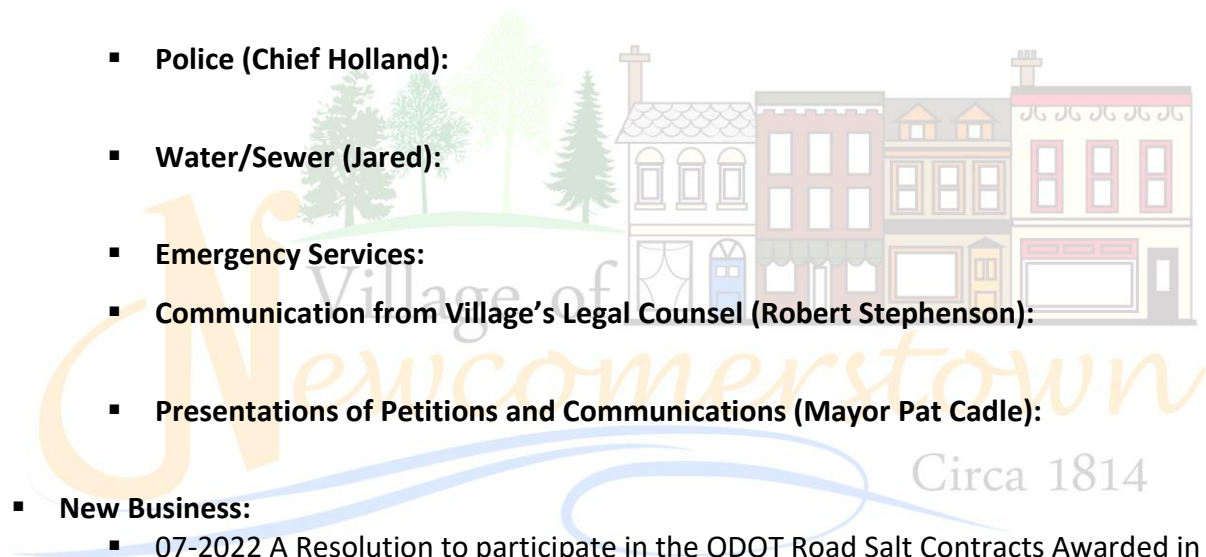 ▪ Police (Chief Holland):
▪ Water/Sewer (Jared):
▪ Emergency Services:
Village of
▪ Communication from Village's Legal Counsel (Robert Stephenson):
Newcomerstown
▪ Presentations of Petitions and Communications (Mayor Pat Cadle):
Circa 1814
▪ New Business:
▪ 07-2022 A Resolution to participate in the ODOT Road Salt Contracts Awarded in